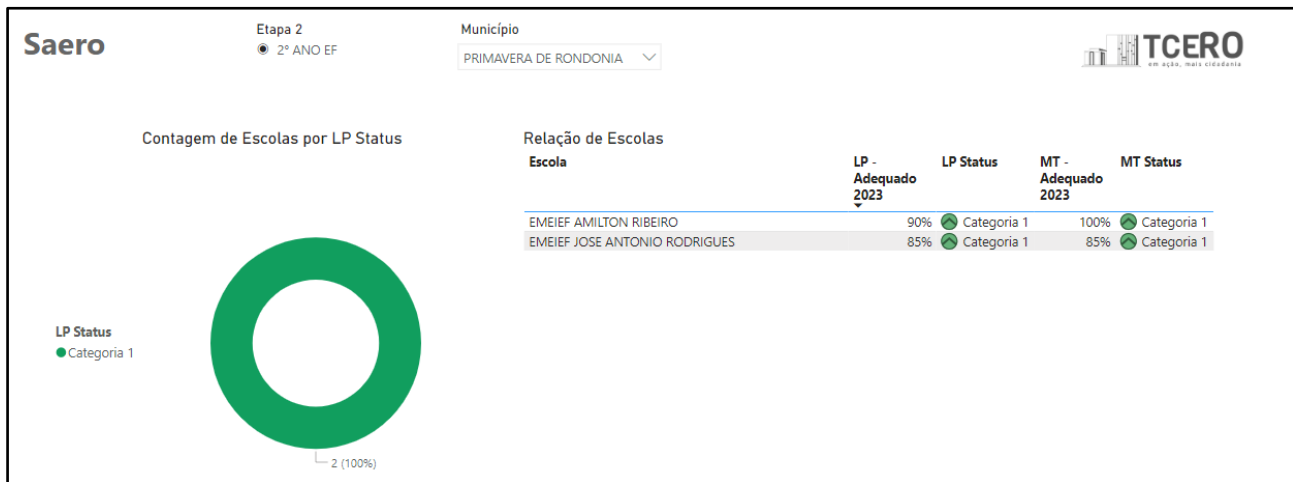 Saero
Etapa 2
2º ANO EF
Município
PRIMAVERA DE RONDONIA
TCERO
em ação, mais cidadania
Contagem de Escolas por LP Status
LP Status
Categoria 1
2 (100%)
Relação de Escolas
Escola LP - Adequado 2023 LP Status MT - Adequado 2023 MT Status
EMEIEF AMILTON RIBEIRO 90% Categoria 1 100% Categoria 1
EMEIEF JOSE ANTONIO RODRIGUES 85% Categoria 1 85% Categoria 1